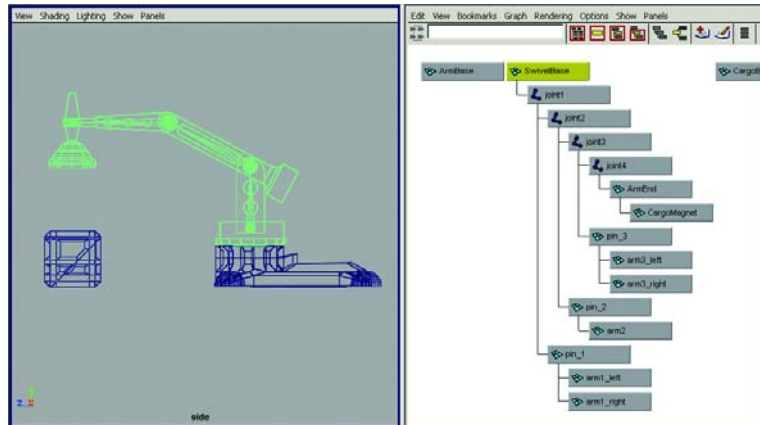 View Shading Lighting Show Panels
side
Edit View Bookmarks Graph Rendering Options Show Panels
ArmBase SwivelBase
joint1
joint2
joint3
joint4
ArmEnd
CargoMagnet
pin_3
arm3_left
arm3_right
pin_2
arm2
pin_1
arm1_left
arm1_right